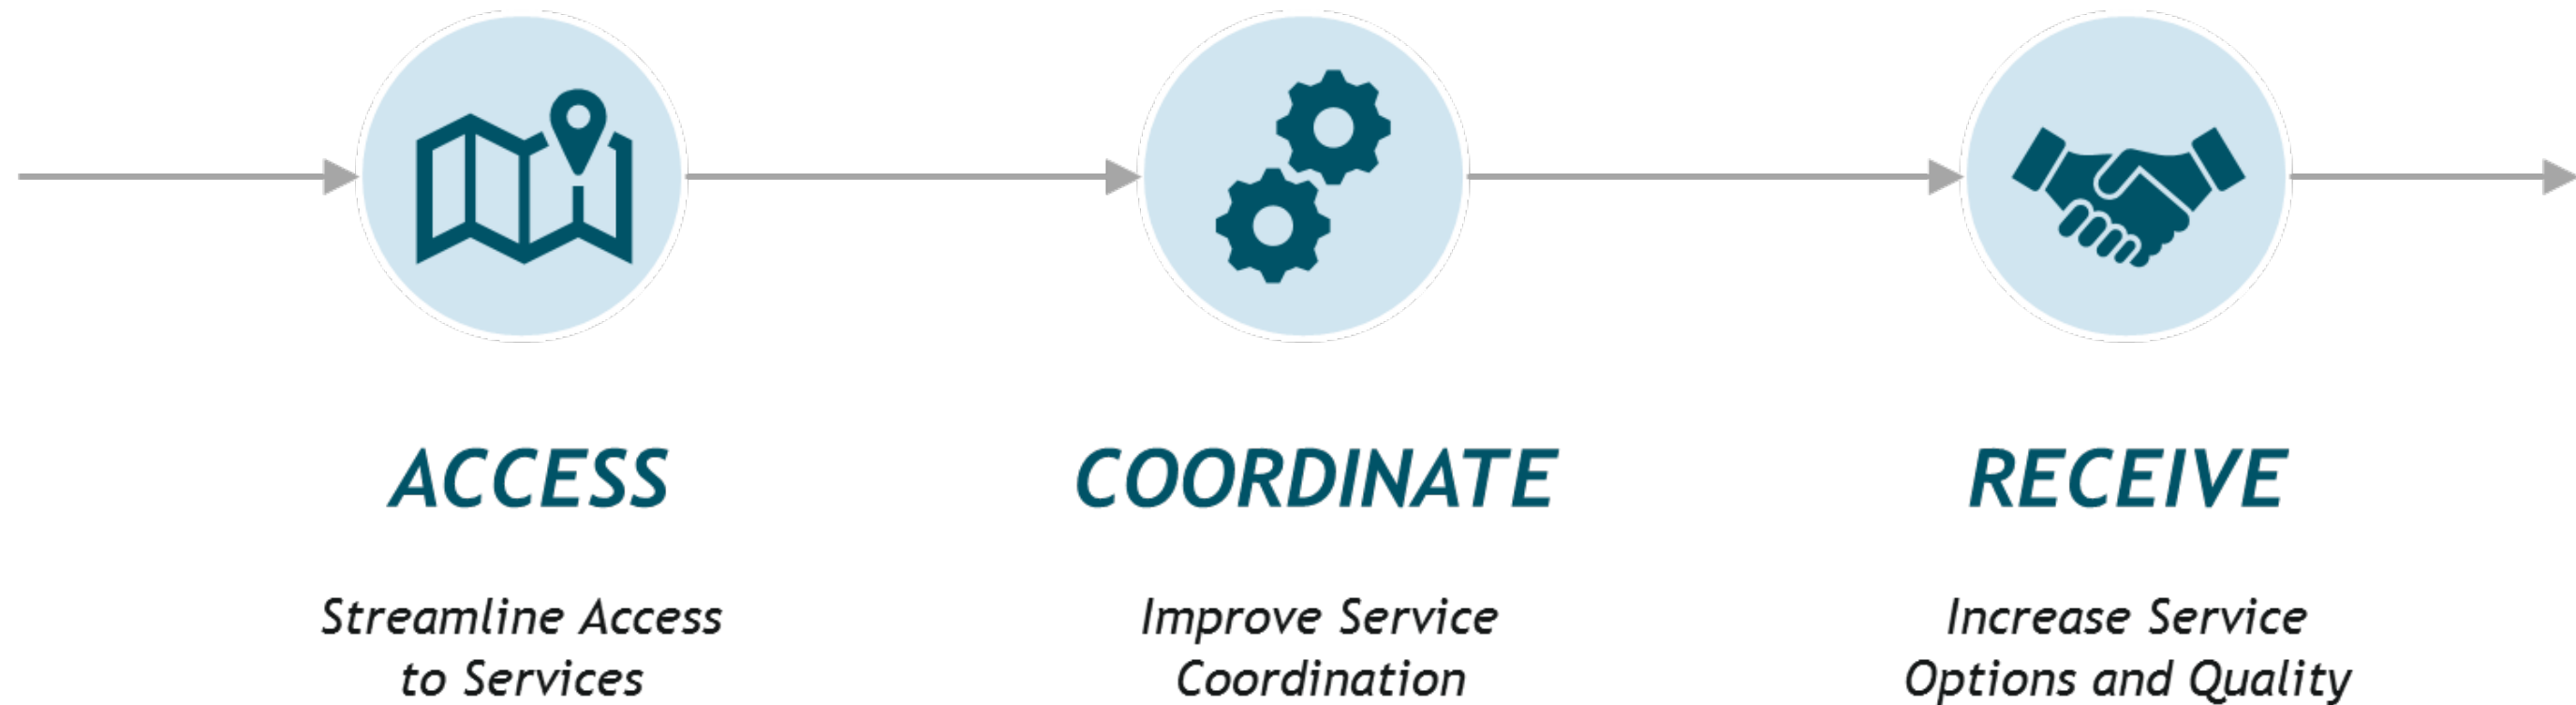 ACCESS
Streamline Access
to Services
COORDINATE
Improve Service
Coordination
RECEIVE
Increase Service
Options and Quality